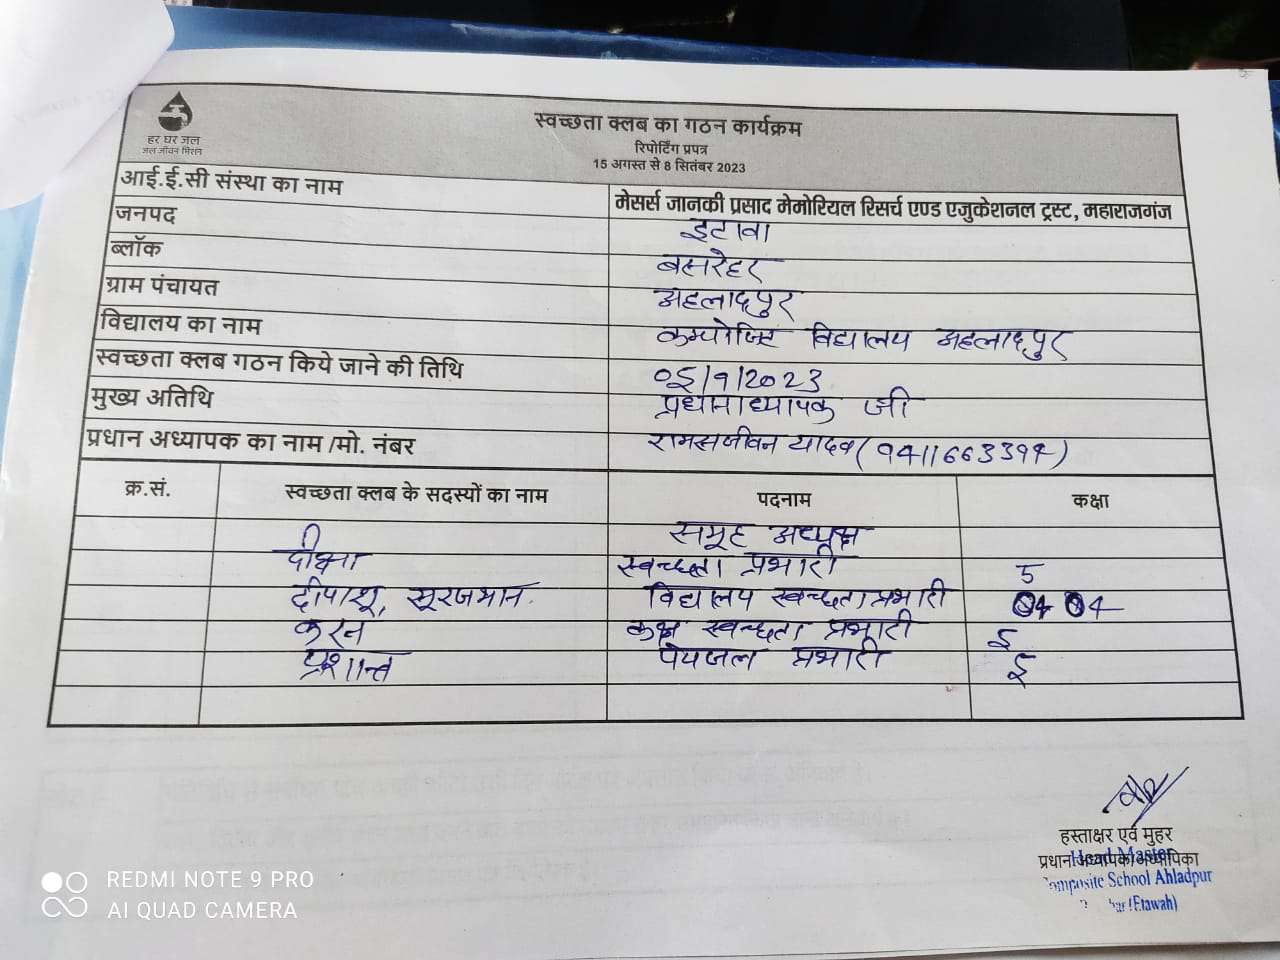 हर घर जल
जल जीवन मिशन
स्वच्छता क्लब का गठन कार्यक्रम
रिपोर्टिंग प्रपत्र
15 अगस्त से 8 सितंबर 2023
आई.ई.सी संस्था का नाम मेसर्स जानकी प्रसाद मेमोरियल रिसर्च एण्ड एजुकेशनल ट्रस्ट, महाराजगंज
जनपद इटावा
ब्लॉक बसरेहर
ग्राम पंचायत अहलादपुर
विद्यालय का नाम कम्पोजिट विद्यालय अहलादपुर
स्वच्छता क्लब गठन किये जाने की तिथि 05/9/2023
मुख्य अतिथि प्रधानाध्यापक जी
प्रधान अध्यापक का नाम /मो. नंबर रामसजीवन यादव
क्र.सं. स्वच्छता क्लब के सदस्यों का नाम पदनाम कक्षा
समूह अध्यक्ष
दीक्षा स्वच्छता प्रभारी 5
दीपांशू, सूरजभान. विद्यालय स्वच्छता प्रभारी 04 04
करन कक्ष स्वच्छता प्रभारी 5
प्रशान्त पेयजल प्रभारी 5
हस्ताक्षर एवं मुहर
प्रधान अध्यापक/अध्यापिका
Head Master
Composite School Ahladpur
(Etawah)
REDMI NOTE 9 PRO
AI QUAD CAMERA